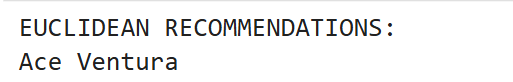 EUCLIDEAN RECOMMENDATIONS:
Ace Ventura